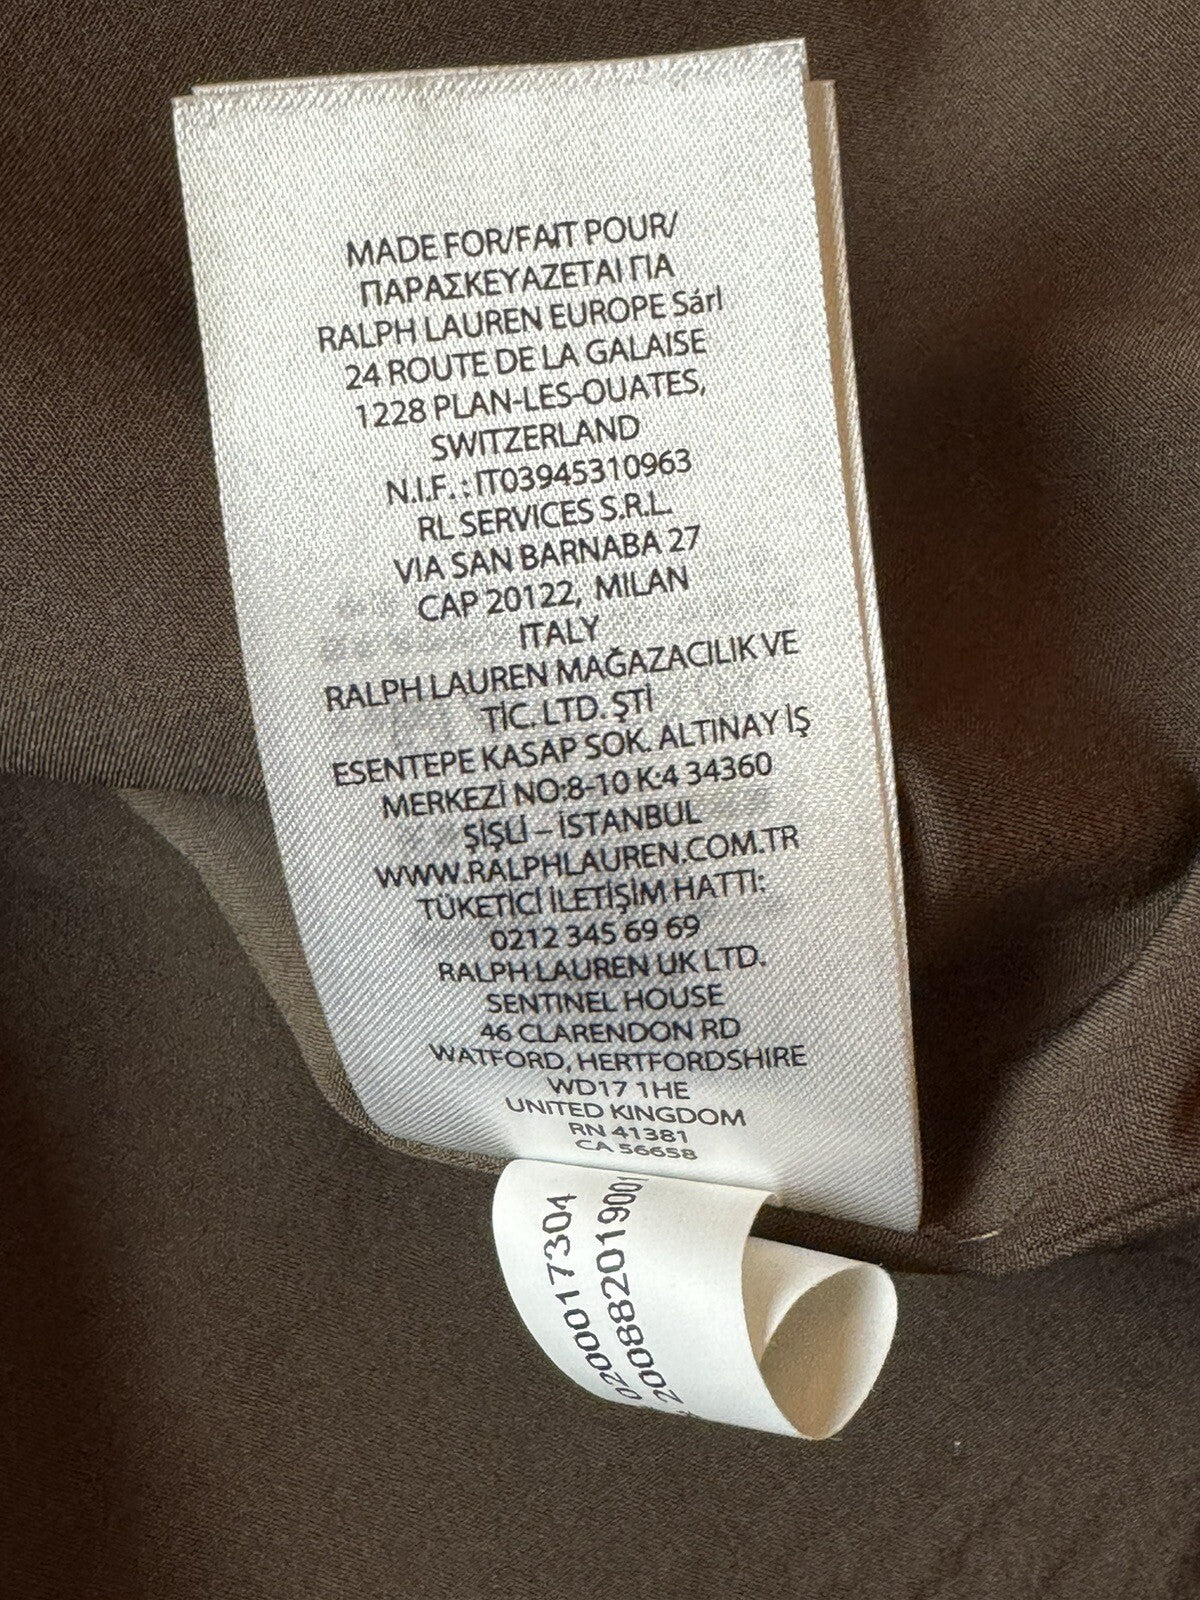 MADE FOR/FAIT POUR/
ΠΑΡΑΣΚΕΥΑΖΕΤΑΙ ΓΙΑ
RALPH LAUREN EUROPE Sárl
24 ROUTE DE LA GALAISE
1228 PLAN-LES-OUATES,
SWITZERLAND
N.I.F. : IT03945310963
RL SERVICES S.R.L.
VIA SAN BARNABA 27
CAP 20122, MILAN
ITALY
RALPH LAUREN MAĞAZACILIK VE
TİC. LTD. ŞTİ
ESENTEPE KASAP SOK. ALTINAY İŞ
MERKEZİ NO:8-10 K:4 34360
ŞİŞLİ – İSTANBUL
WWW.RALPHLAUREN.COM.TR
TÜKETİCİ İLETİŞİM HATTI:
0212 345 69 69
RALPH LAUREN UK LTD.
SENTINEL HOUSE
46 CLARENDON RD
WATFORD, HERTFORDSHIRE
WD17 1HE
UNITED KINGDOM
RN 41381
CA 56658
0200017304
200882019001